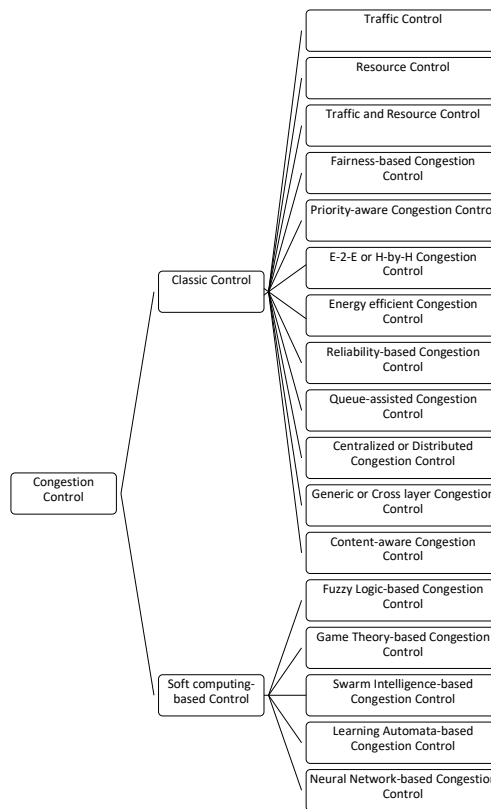 Traffic Control
Resource Control
Traffic and Resource Control
Fairness-based Congestion
Control
Priority-aware Congestion Control
E-2-E or H-by-H Congestion
Control
Classic Control
Energy efficient Congestion
Control
Reliability-based Congestion
Control
Queue-assisted Congestion
Control
Centralized or Distributed
Congestion Control
Congestion
Control
Generic or Cross layer Congestion
Control
Content-aware Congestion
Control
Fuzzy Logic-based Congestion
Control
Game Theory-based Congestion
Control
Soft computing-
based Control
Swarm Intelligence-based
Congestion Control
Learning Automata-based
Congestion Control
Neural Network-based Congestion
Control